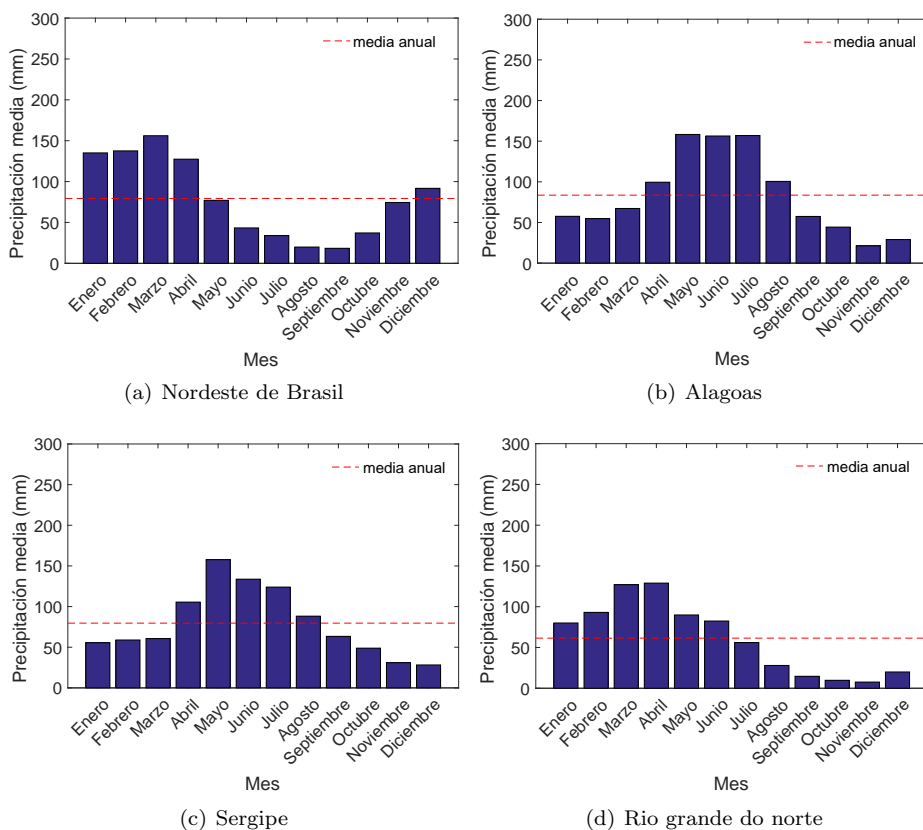 300
250
200
150
100
50
0
Precipitación media (mm)
media anual
Enero
Febrero
Marzo
Abril
Mayo
Junio
Julio
Agosto
Septiembre
Octubre
Noviembre
Diciembre
Mes
(a) Nordeste de Brasil
300
250
200
150
100
50
0
Precipitación media (mm)
media anual
Enero
Febrero
Marzo
Abril
Mayo
Junio
Julio
Agosto
Septiembre
Octubre
Noviembre
Diciembre
Mes
(b) Alagoas
300
250
200
150
100
50
0
Precipitación media (mm)
media anual
Enero
Febrero
Marzo
Abril
Mayo
Junio
Julio
Agosto
Septiembre
Octubre
Noviembre
Diciembre
Mes
(c) Sergipe
300
250
200
150
100
50
0
Precipitación media (mm)
media anual
Enero
Febrero
Marzo
Abril
Mayo
Junio
Julio
Agosto
Septiembre
Octubre
Noviembre
Diciembre
Mes
(d) Rio grande do norte